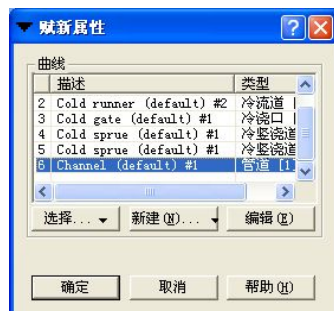 赋新属性
曲线
描述 类型
2 Cold runner (default) #2 冷流道 [
3 Cold gate (default) #1 冷浇口 [
4 Cold sprue (default) #1 冷竖浇道
5 Cold sprue (default) #1 冷竖浇道
6 Channel (default) #1 管道 [1]
选择... 新建(N)... 编辑(E)
确定 取消 帮助(H)